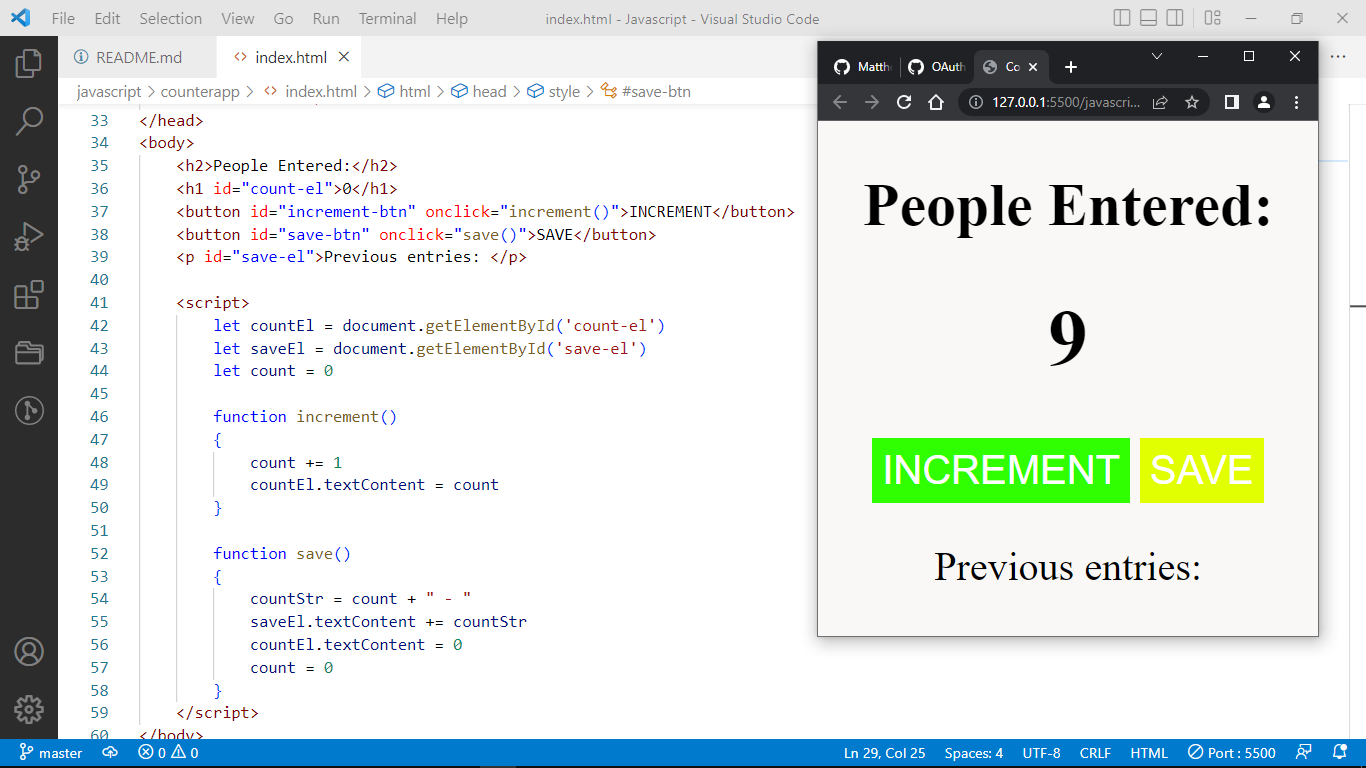 File Edit Selection View Go Run Terminal Help index.html - Javascript - Visual Studio Code
README.md index.html
javascript > counterapp > index.html > html > head > style > #save-btn
33 </head>
34 <body>
35 <h2>People Entered:</h2>
36 <h1 id="count-el">0</h1>
37 <button id="increment-btn" onclick="increment()">INCREMENT</button>
38 <button id="save-btn" onclick="save()">SAVE</button>
39 <p id="save-el">Previous entries: </p>
40
41 <script>
42 let countEl = document.getElementById('count-el')
43 let saveEl = document.getElementById('save-el')
44 let count = 0
45
46 function increment()
47 {
48 count += 1
49 countEl.textContent = count
50 }
51
52 function save()
53 {
54 countStr = count + " - "
55 saveEl.textContent += countStr
56 countEl.textContent = 0
57 count = 0
58 }
59 </script>
60 </body>
Matthe OAuth Co
127.0.0.1:5500/javascri...
People Entered:
9
INCREMENT SAVE
Previous entries:
master 0 0 Ln 29, Col 25 Spaces: 4 UTF-8 CRLF HTML Port : 5500